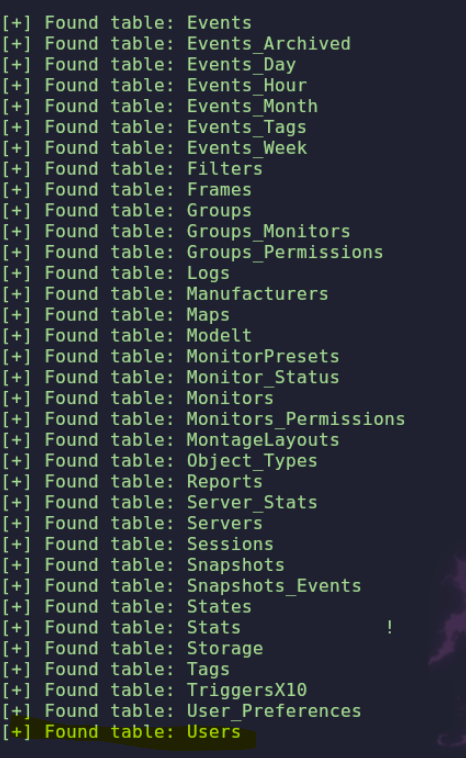 [+] Found table: Events
[+] Found table: Events_Archived
[+] Found table: Events_Day
[+] Found table: Events_Hour
[+] Found table: Events_Month
[+] Found table: Events_Tags
[+] Found table: Events_Week
[+] Found table: Filters
[+] Found table: Frames
[+] Found table: Groups
[+] Found table: Groups_Monitors
[+] Found table: Groups_Permissions
[+] Found table: Logs
[+] Found table: Manufacturers
[+] Found table: Maps
[+] Found table: Modelt
[+] Found table: MonitorPresets
[+] Found table: Monitor_Status
[+] Found table: Monitors
[+] Found table: Monitors_Permissions
[+] Found table: MontageLayouts
[+] Found table: Object_Types
[+] Found table: Reports
[+] Found table: Server_Stats
[+] Found table: Servers
[+] Found table: Sessions
[+] Found table: Snapshots
[+] Found table: Snapshots_Events
[+] Found table: States
[+] Found table: Stats             !
[+] Found table: Storage
[+] Found table: Tags
[+] Found table: TriggersX10
[+] Found table: User_Preferences
[+] Found table: Users